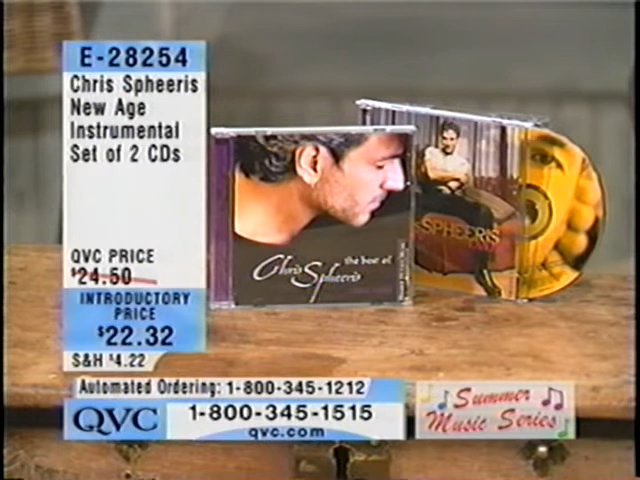 E-28254
Chris Spheeris
New Age
Instrumental
Set of 2 CDs
QVC PRICE
$24.50
INTRODUCTORY
PRICE
$22.32
S&H $4.22
the best of
Chris Spheeris
SPHEERIS
Automated Ordering: 1-800-345-1212
QVC
1-800-345-1515
qvc.com
Summer
Music Series